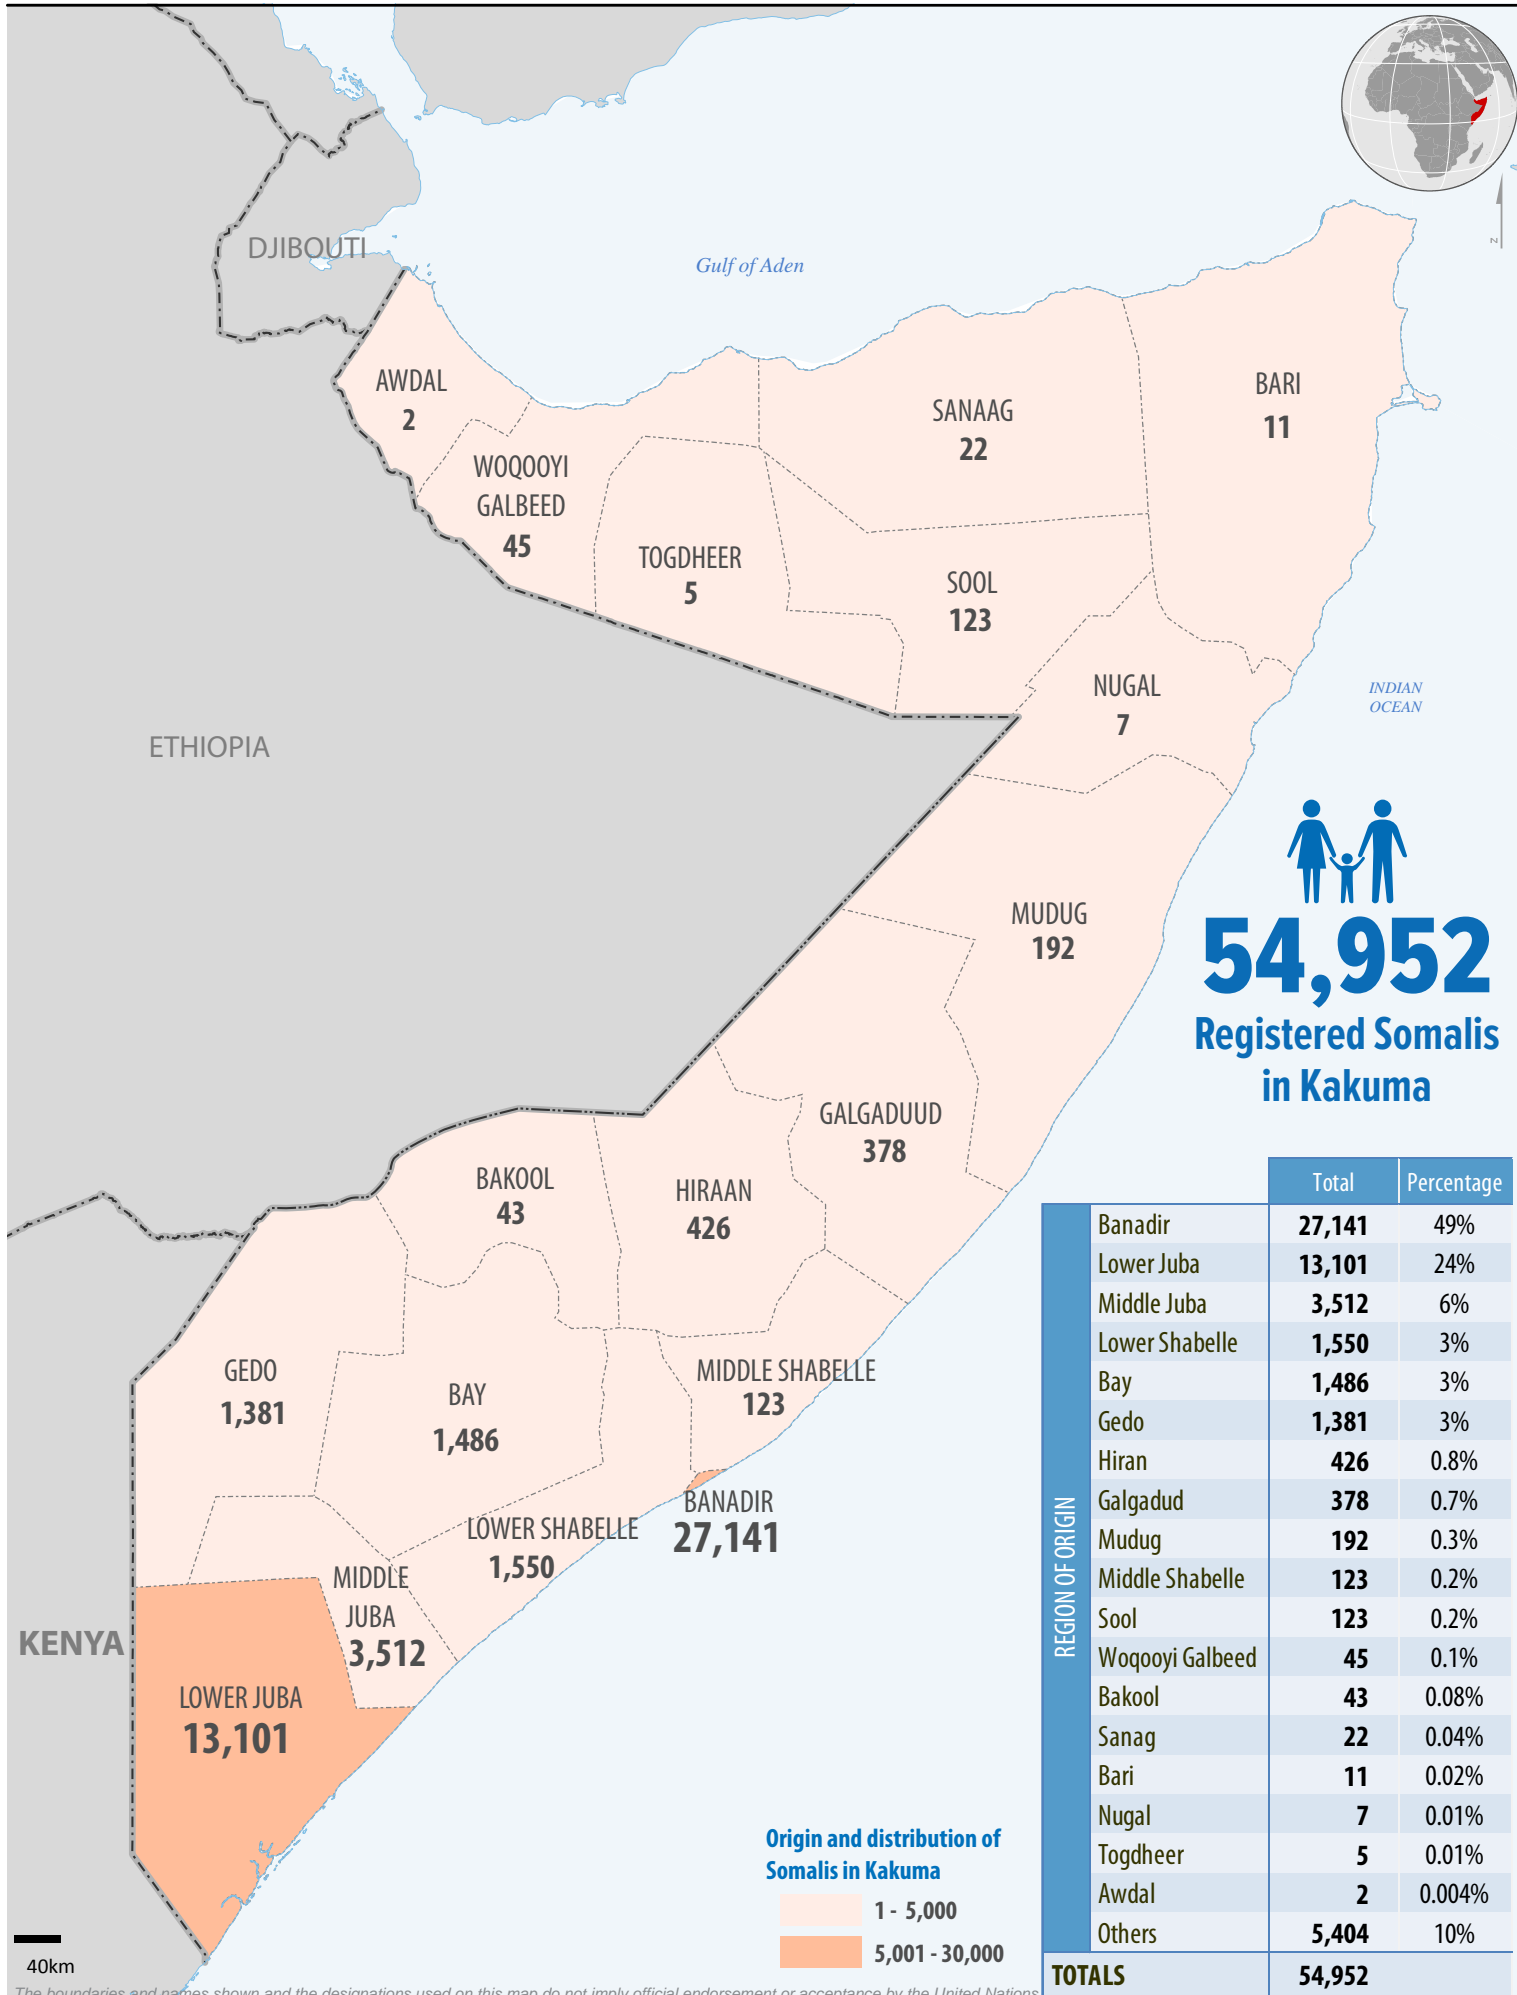 DJIBOUTI
Gulf of Aden
N
AWDAL
2
BARI
11
SANAAG
22
WOQOOYI
GALBEED
45
TOGDHEER
5
SOOL
123
NUGAL
7
INDIAN
OCEAN
ETHIOPIA
MUDUG
192
54,952
Registered Somalis
in Kakuma
GALGADUUD
378
BAKOOL
43
HIRAAN
426
GEDO
1,381
BAY
1,486
MIDDLE SHABELLE
123
BANADIR
27,141
LOWER SHABELLE
1,550
MIDDLE
JUBA
3,512
KENYA
LOWER JUBA
13,101
Total Percentage
REGION OF ORIGIN
Banadir 27,141 49%
Lower Juba 13,101 24%
Middle Juba 3,512 6%
Lower Shabelle 1,550 3%
Bay 1,486 3%
Gedo 1,381 3%
Hiran 426 0.8%
Galgadud 378 0.7%
Mudug 192 0.3%
Middle Shabelle 123 0.2%
Sool 123 0.2%
Woqooyi Galbeed 45 0.1%
Bakool 43 0.08%
Sanag 22 0.04%
Bari 11 0.02%
Nugal 7 0.01%
Togdheer 5 0.01%
Awdal 2 0.004%
Others 5,404 10%
TOTALS 54,952
Origin and distribution of
Somalis in Kakuma
1 - 5,000
5,001 - 30,000
40km
The boundaries and names shown and the designations used on this map do not imply official endorsement or acceptance by the United Nations